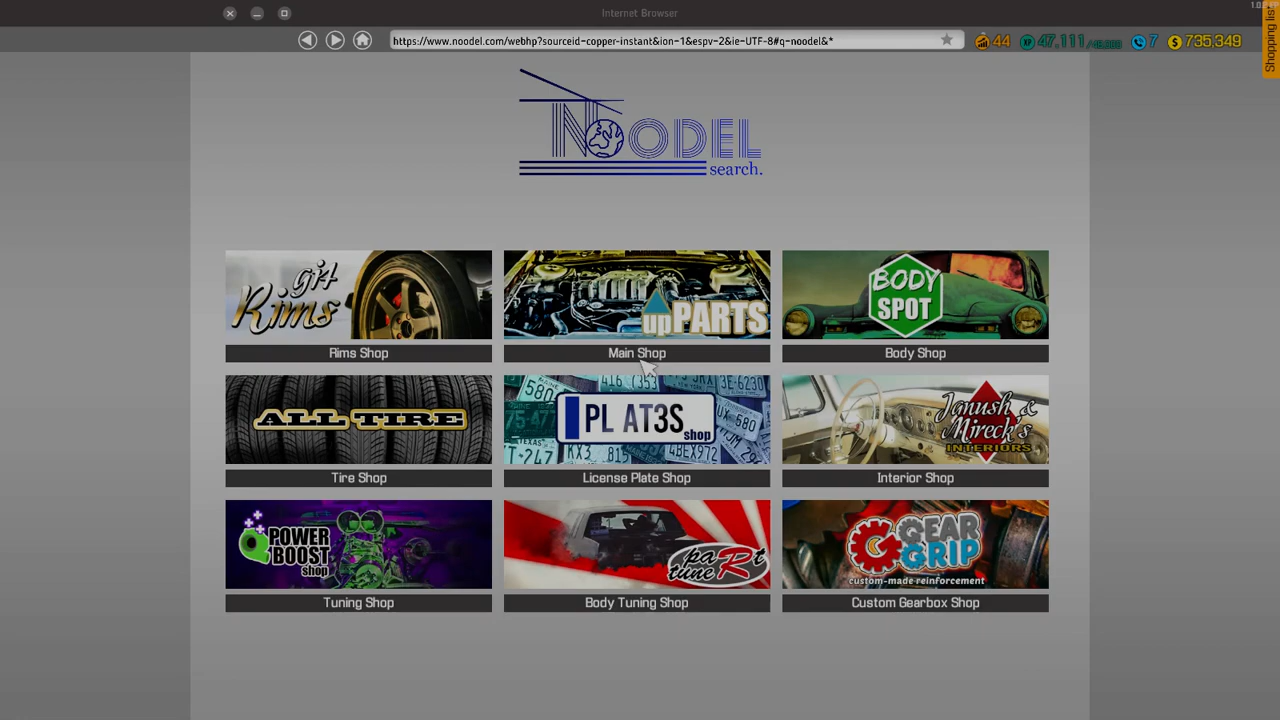 Internet Browser
https://www.noodel.com/webhp?sourceid-copper-instant&ion-1&espv-2&ie-UTF-8#q-noodel&*
44
XP 47,111
7
$ 735,349
Shopping list
NOODEL
search.
gj4
Rims
upPARTS
BODY
SPOT
Rims Shop
Main Shop
Body Shop
ALL TIRE
PL AT3S
shop
Janush &
Mireck's
INTERIORS
Tire Shop
License Plate Shop
Interior Shop
POWER
BOOST
shop
paRt
tune
GEAR
GRIP
custom-made reinforcement
Tuning Shop
Body Tuning Shop
Custom Gearbox Shop